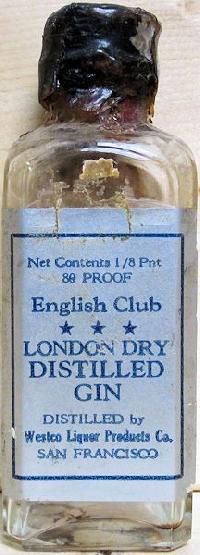 Net Contents 1/8 Pnt
80 PROOF
English Club
★ ★ ★
LONDON DRY
DISTILLED
GIN
DISTILLED by
Westco Liquor Products Co.
SAN FRANCISCO